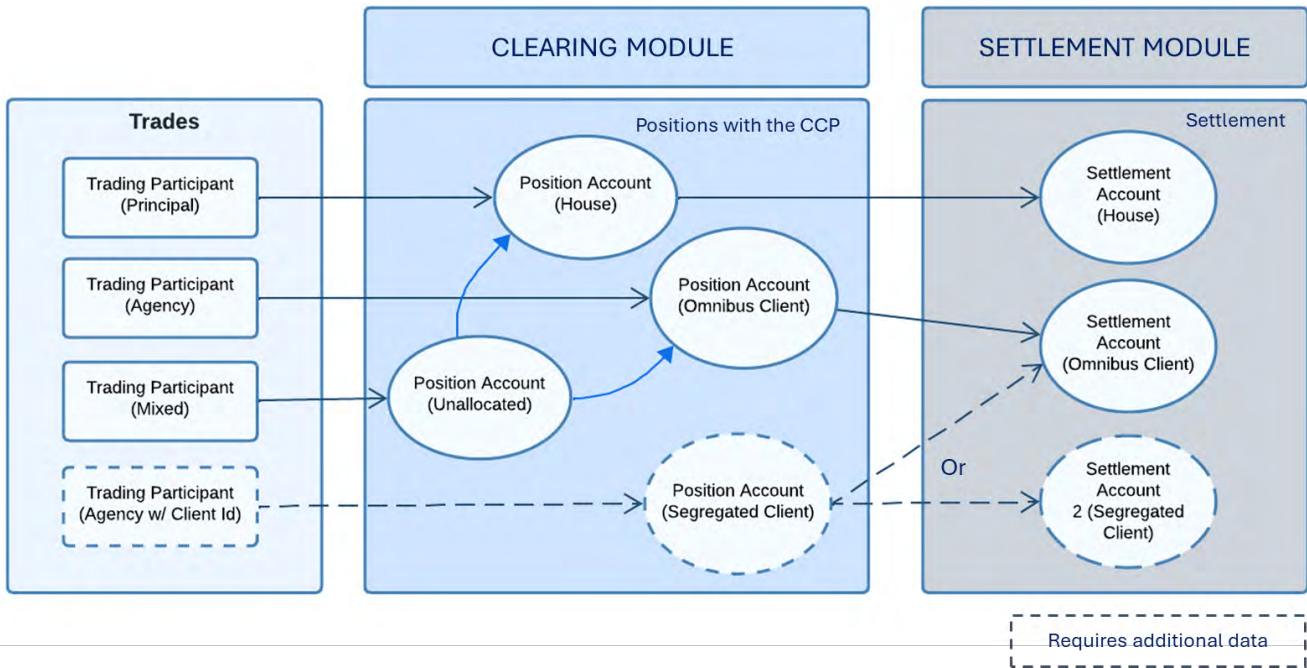 CLEARING MODULE
SETTLEMENT MODULE
Trades
Trading Participant
(Principal)
Trading Participant
(Agency)
Trading Participant
(Mixed)
Trading Participant
(Agency w/ Client Id)
Positions with the CCP
Position Account
(House)
Position Account
(Omnibus Client)
Position Account
(Unallocated)
Position Account
(Segregated Client)
Settlement
Settlement
Account
(House)
Settlement
Account
(Omnibus Client)
Or
Settlement
Account
2 (Segregated
Client)
Requires additional data